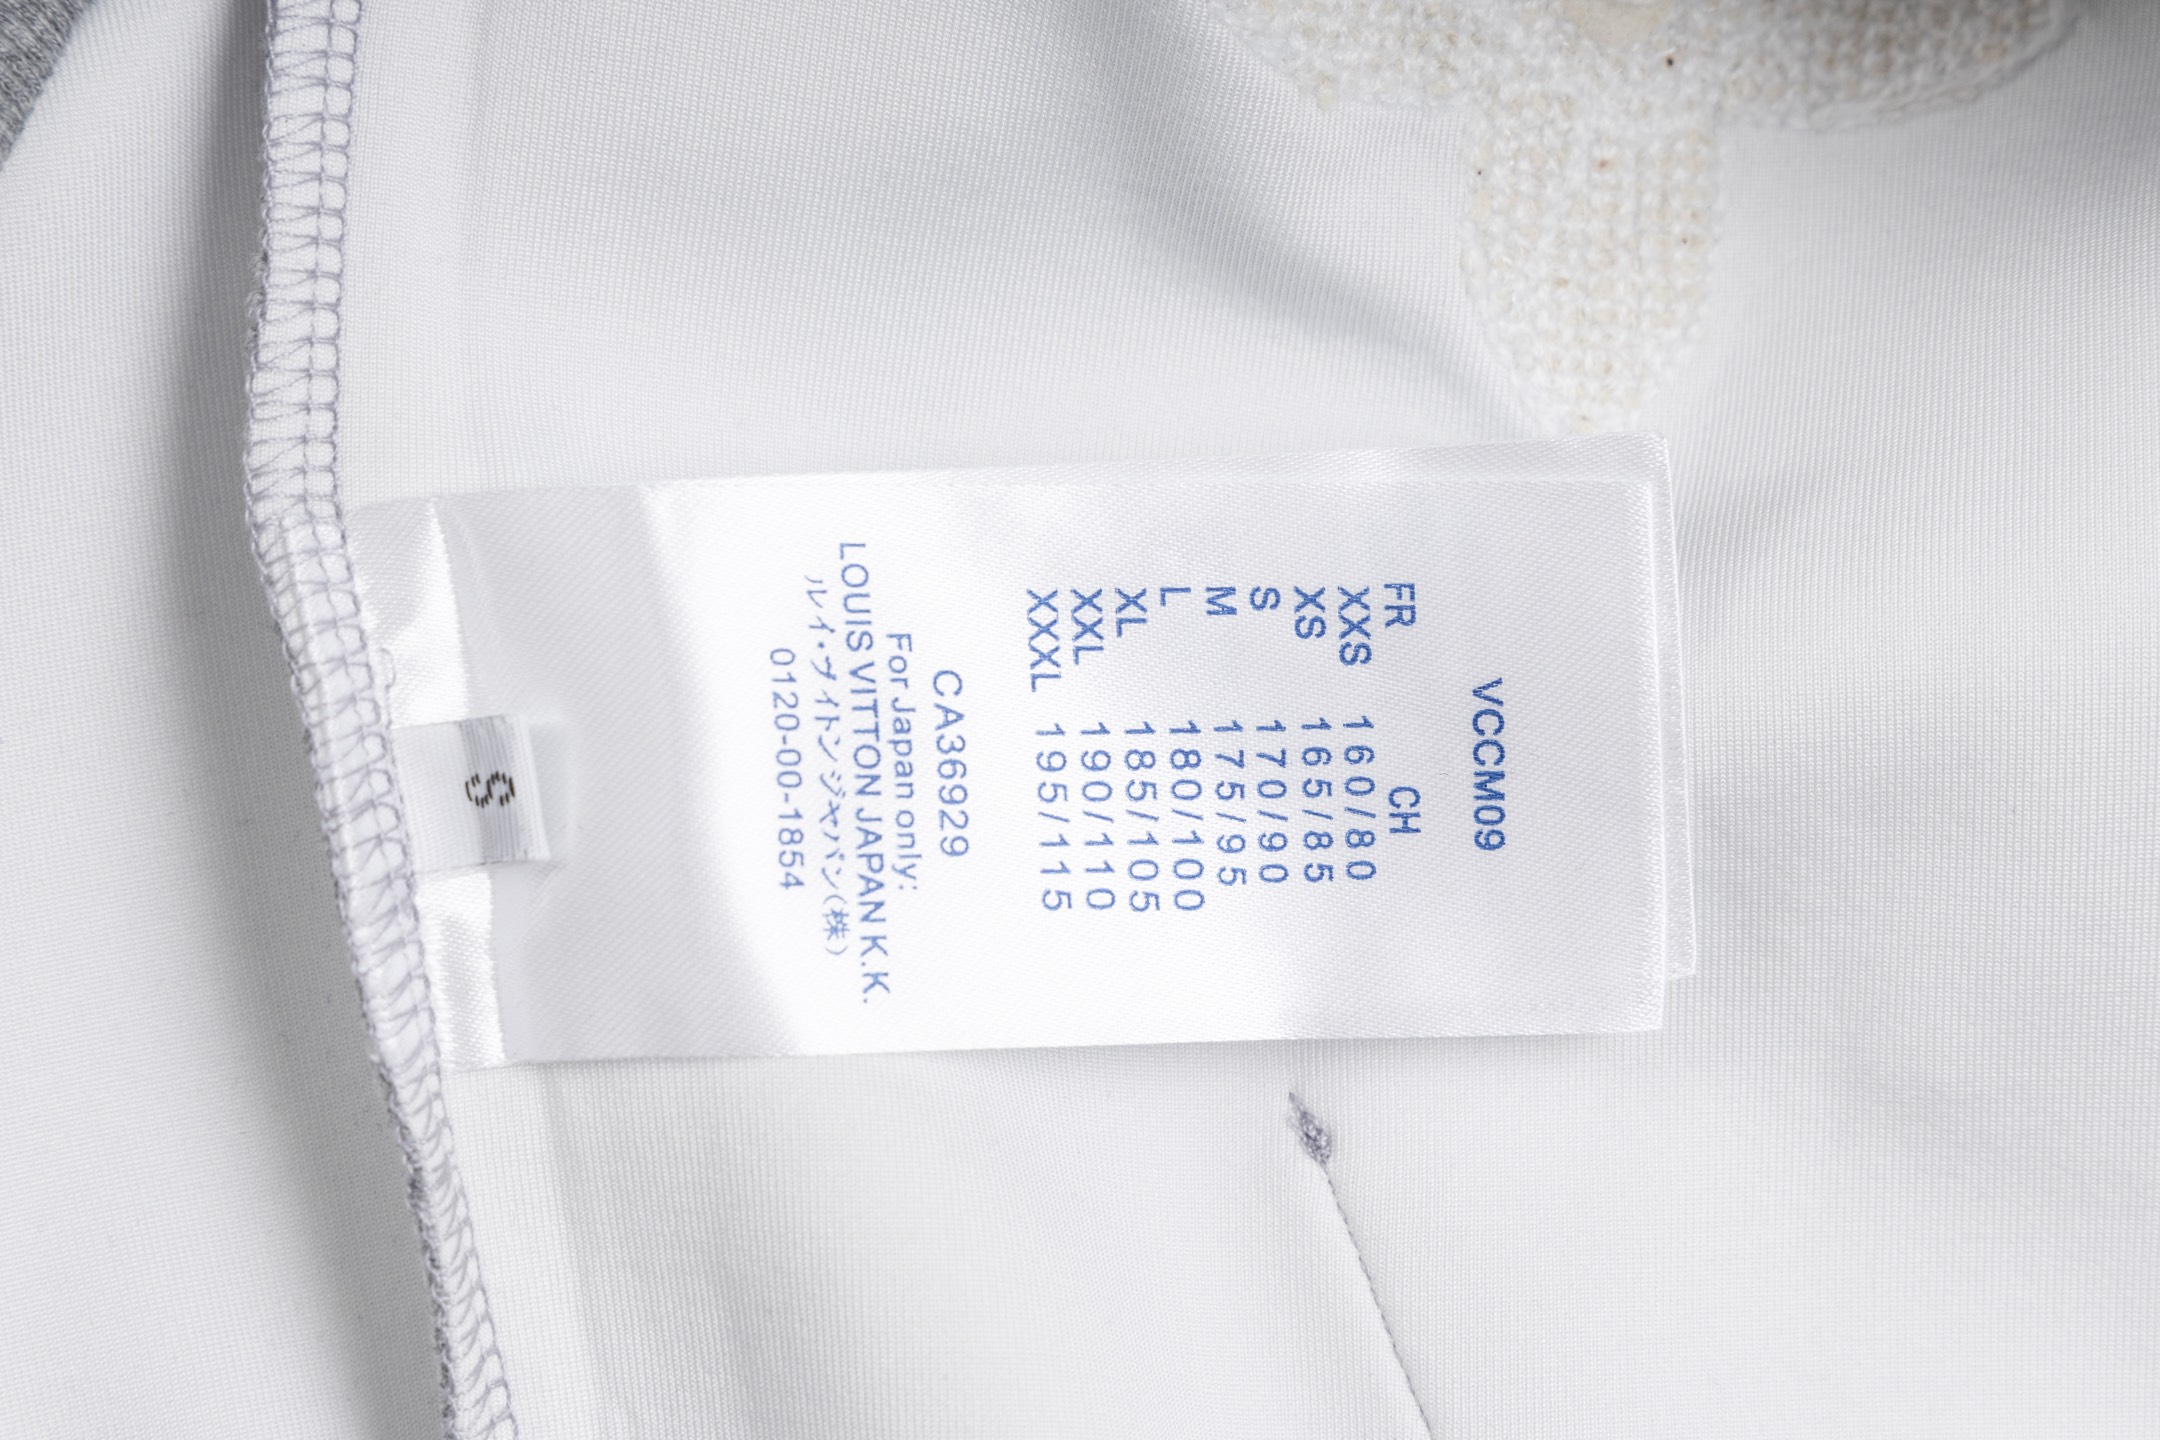 VCCM09
FR CH
XXS 160/80
XS 165/85
S 170/90
M 175/95
L 180/100
XL 185/105
XXL 190/110
XXXL 195/115
CA36929
For Japan only:
LOUIS VITTON JAPAN K.K.
ルイ・ヴィトンジャパン(株)
0120-00-1854
S